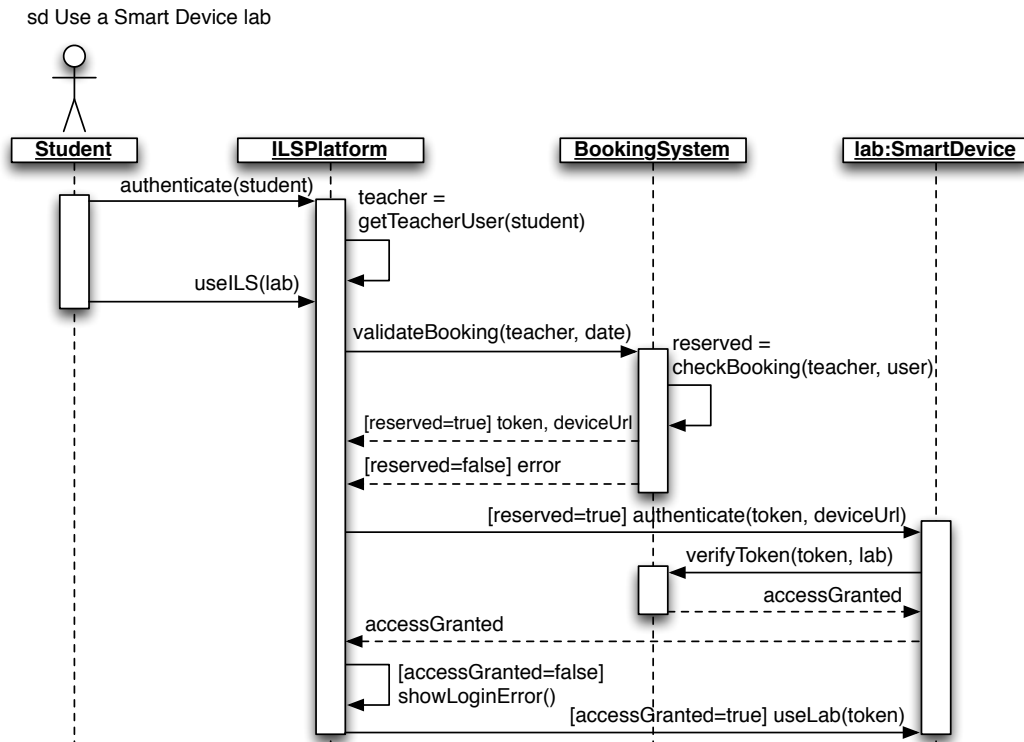 sd Use a Smart Device lab
Student
ILSPlatform
BookingSystem
lab:SmartDevice
authenticate(student)
teacher =
getTeacherUser(student)
useILS(lab)
validateBooking(teacher, date)
reserved =
checkBooking(teacher, user)
[reserved=true] token, deviceUrl
[reserved=false] error
[reserved=true] authenticate(token, deviceUrl)
verifyToken(token, lab)
accessGranted
accessGranted
[accessGranted=false]
showLoginError()
[accessGranted=true] useLab(token)